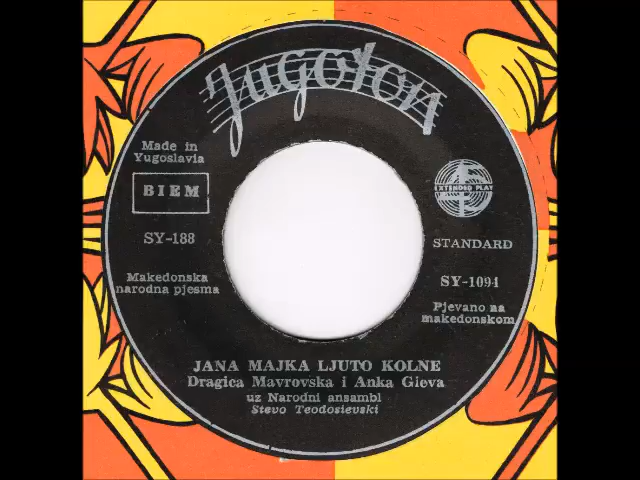 Jugoton
Made in
Yugoslavia
BIEM
EXTENDED PLAY
SY-188
STANDARD
SY-1094
Makedonska
narodna pjesma
Pjevano na
makedonskom
JANA MAJKA LJUTO KOLNE
Dragica Mavrovska i Anka Gieva
uz Narodni ansambl
Stevo Teodosievski